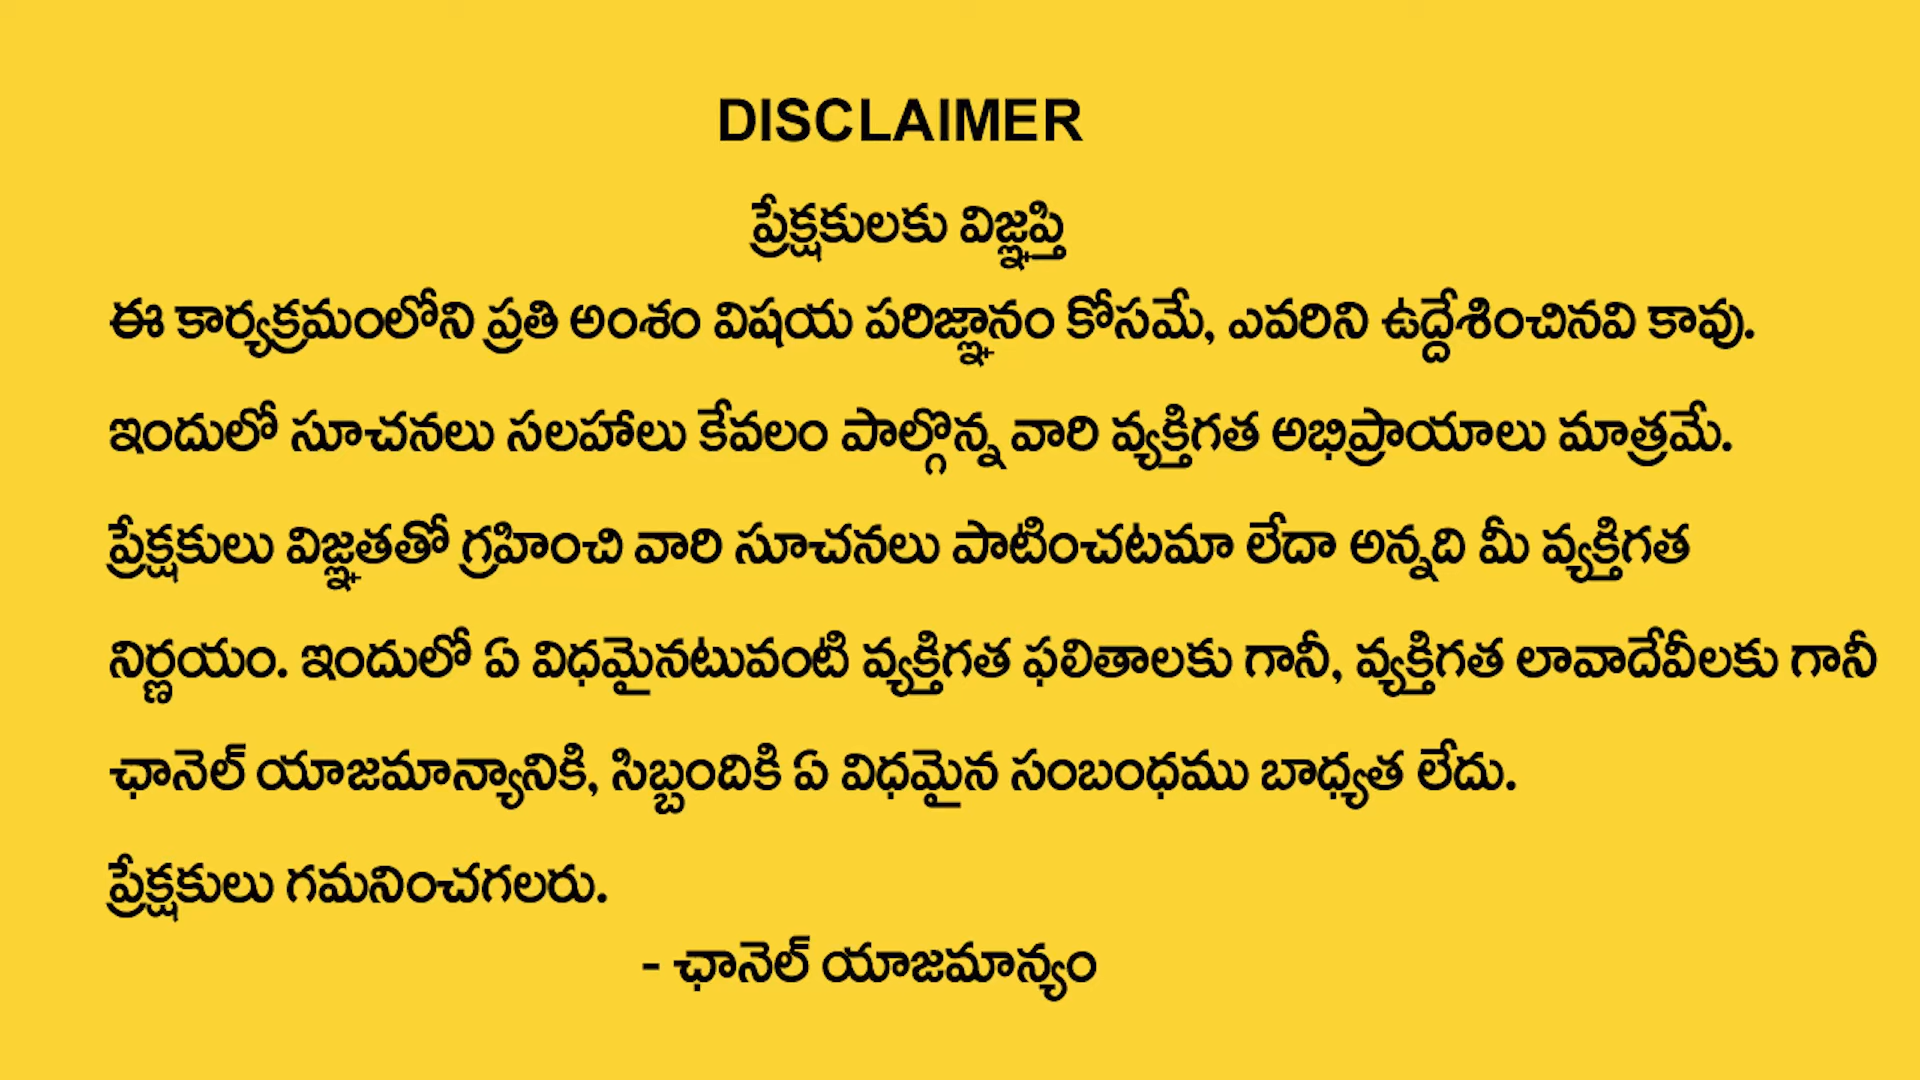 DISCLAIMER
ప్రేక్షకులకు విజ్ఞప్తి
ఈ కార్యక్రమంలోని ప్రతి అంశం విషయ పరిజ్ఞానం కోసమే, ఎవరిని ఉద్దేశించినవి కావు.
ఇందులో సూచనలు సలహాలు కేవలం పాల్గొన్న వారి వ్యక్తిగత అభిప్రాయాలు మాత్రమే.
ప్రేక్షకులు విజ్ఞతతో గ్రహించి వారి సూచనలు పాటించటమా లేదా అన్నది మీ వ్యక్తిగత
నిర్ణయం. ఇందులో ఏ విధమైనటువంటి వ్యక్తిగత ఫలితాలకు గానీ, వ్యక్తిగత లావాదేవీలకు గానీ
ఛానెల్ యాజమాన్యానికి, సిబ్బందికి ఏ విధమైన సంబంధము బాధ్యత లేదు.
ప్రేక్షకులు గమనించగలరు.
- ఛానెల్ యాజమాన్యం